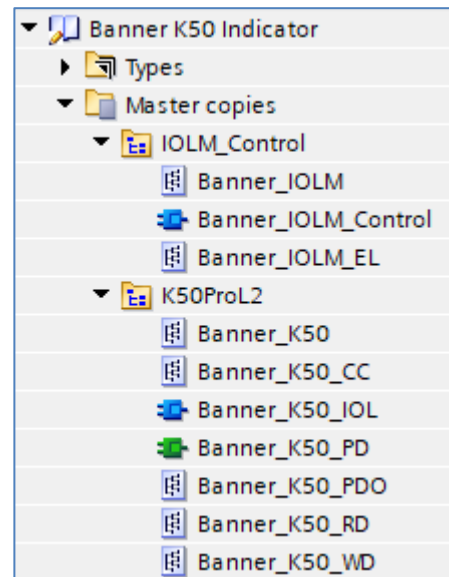 Banner K50 Indicator
Types
Master copies
IOLM_Control
Banner_IOLM
Banner_IOLM_Control
Banner_IOLM_EL
K50ProL2
Banner_K50
Banner_K50_CC
Banner_K50_IOL
Banner_K50_PD
Banner_K50_PDO
Banner_K50_RD
Banner_K50_WD